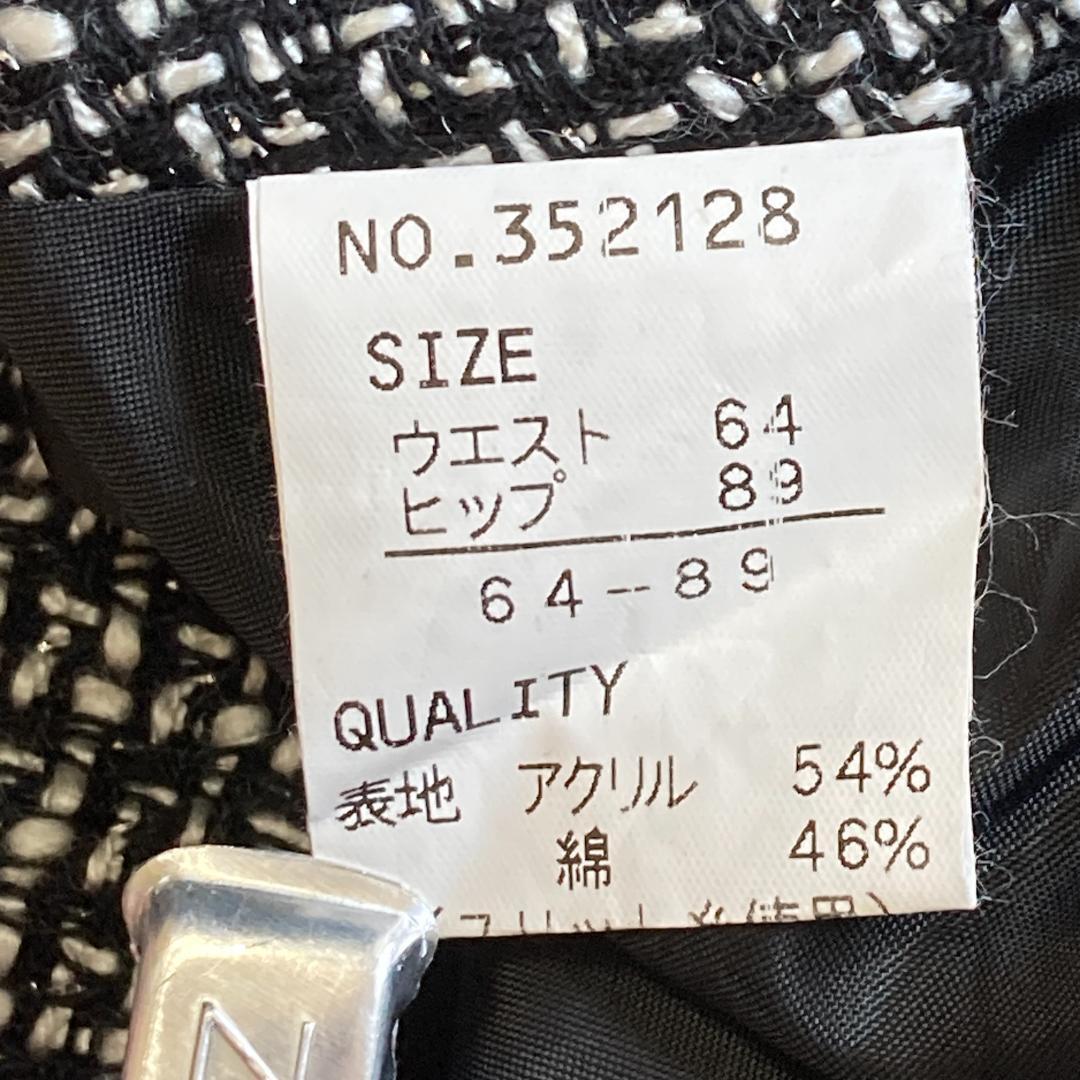 NO.352128
SIZE
ウエスト 64
ヒップ 89
64-89
QUALITY
表地 アクリル 54%
綿 46%